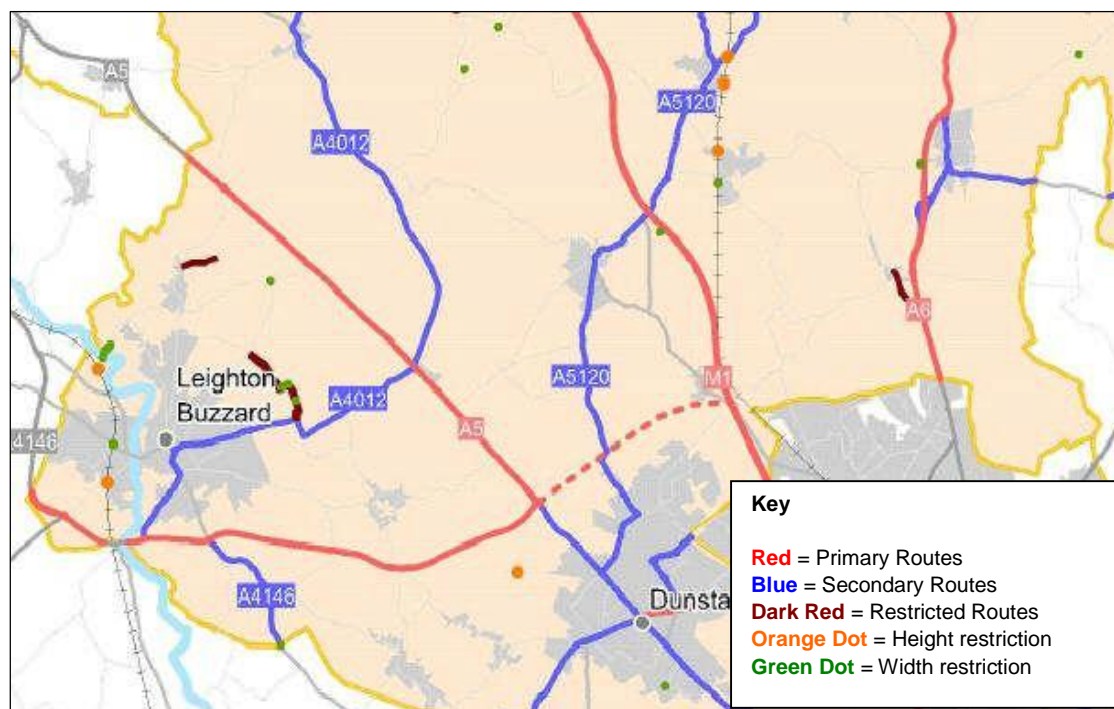 A5
A4012
A5120
Leighton
Buzzard
A4012
A5120
A6
M1
4146
A5
A4146
Dunsta
Key
Red = Primary Routes
Blue = Secondary Routes
Dark Red = Restricted Routes
Orange Dot = Height restriction
Green Dot = Width restriction